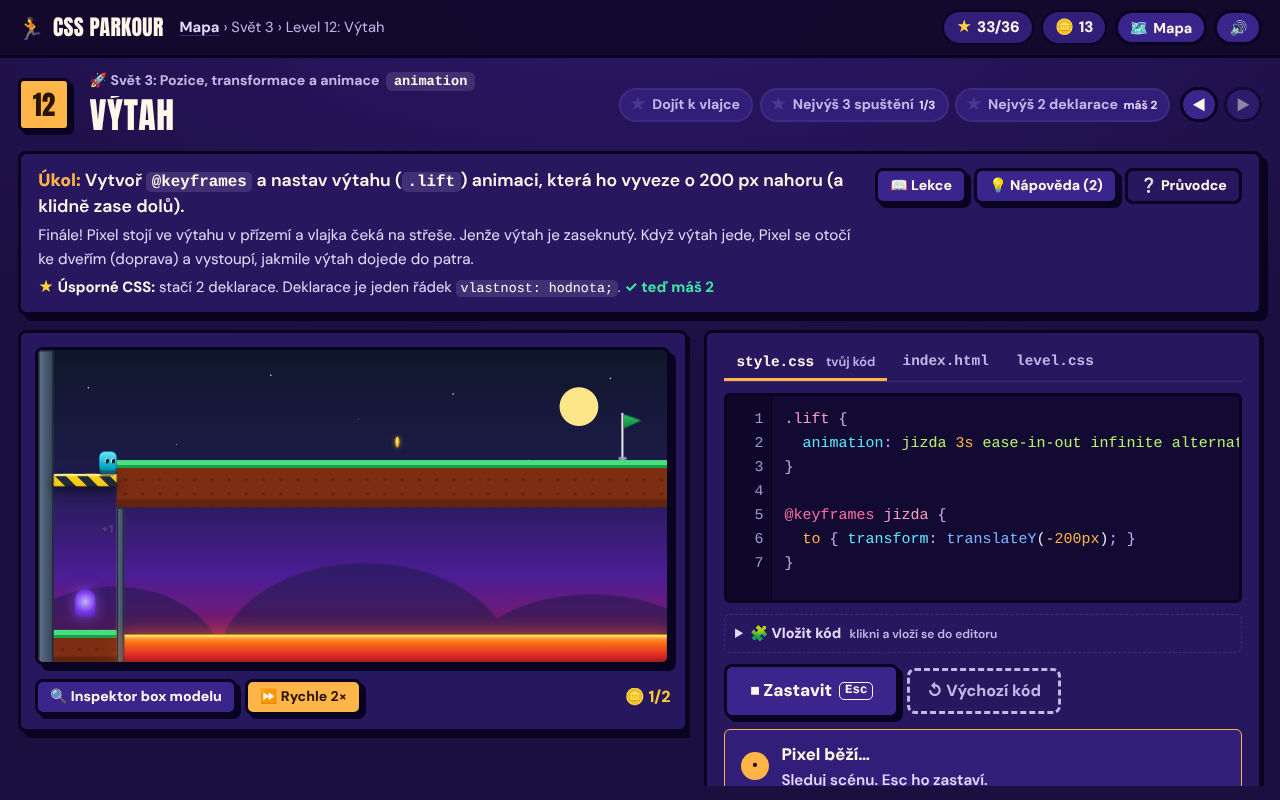 CSS PARKOUR Mapa › Svět 3 › Level 12: Výtah
33/36
13
Mapa
12
Svět 3: Pozice, transformace a animace animation
VÝTAH
Dojít k vlajce
Nejvýš 3 spuštění 1/3
Nejvýš 2 deklarace máš 2
Úkol: Vytvoř @keyframes a nastav výtahu (.lift) animaci, která ho vyveze o 200 px nahoru (a
klidně zase dolů).
Finále! Pixel stojí ve výtahu v přízemí a vlajka čeká na střeše. Jenže výtah je zaseknutý. Když výtah jede, Pixel se otočí
ke dveřím (doprava) a vystoupí, jakmile výtah dojede do patra.
Úsporné CSS: stačí 2 deklarace. Deklarace je jeden řádek vlastnost: hodnota;. ✓ teď máš 2
Lekce
Nápověda (2)
Průvodce
+1
Inspektor box modelu
Rychle 2×
1/2
style.css tvůj kód
index.html
level.css
1 .lift {
2 animation: jizda 3s ease-in-out infinite alternat
3 }
4
5 @keyframes jizda {
6 to { transform: translateY(-200px); }
7 }
Vložit kód klikni a vloží se do editoru
Zastavit Esc
Výchozí kód
Pixel běží…
Sleduj scénu. Esc ho zastaví.